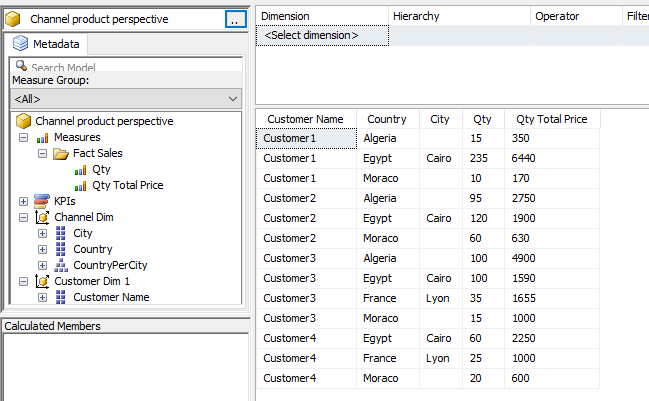 Channel product perspective
..
Metadata
Search Model
Measure Group:
<All>
Channel product perspective
Measures
Fact Sales
Qty
Qty Total Price
KPIs
Channel Dim
City
Country
CountryPerCity
Customer Dim 1
Customer Name
Calculated Members
Dimension Hierarchy Operator Filter
<Select dimension>
Customer Name Country City Qty Qty Total Price
Customer1 Algeria 15 350
Customer1 Egypt Cairo 235 6440
Customer1 Moraco 10 170
Customer2 Algeria 95 2750
Customer2 Egypt Cairo 120 1900
Customer2 Moraco 60 630
Customer3 Algeria 100 4900
Customer3 Egypt Cairo 100 1590
Customer3 France Lyon 35 1655
Customer3 Moraco 15 1000
Customer4 Egypt Cairo 60 2250
Customer4 France Lyon 25 1000
Customer4 Moraco 20 600